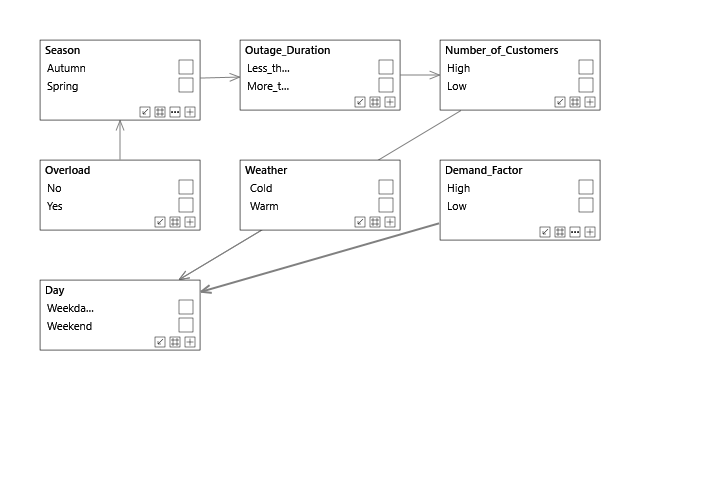 Season
Autumn
Spring
Outage_Duration
Less_th...
More_t...
Number_of_Customers
High
Low
Overload
No
Yes
Weather
Cold
Warm
Demand_Factor
High
Low
Day
Weekda...
Weekend